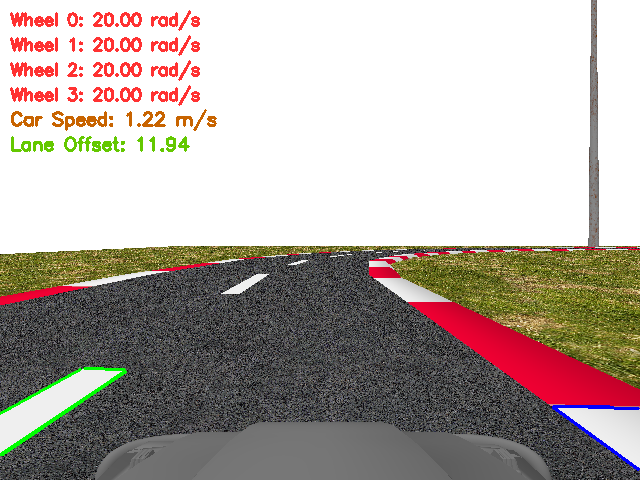 Wheel 0: 20.00 rad/s
Wheel 1: 20.00 rad/s
Wheel 2: 20.00 rad/s
Wheel 3: 20.00 rad/s
Car Speed: 1.22 m/s
Lane Offset: 11.94